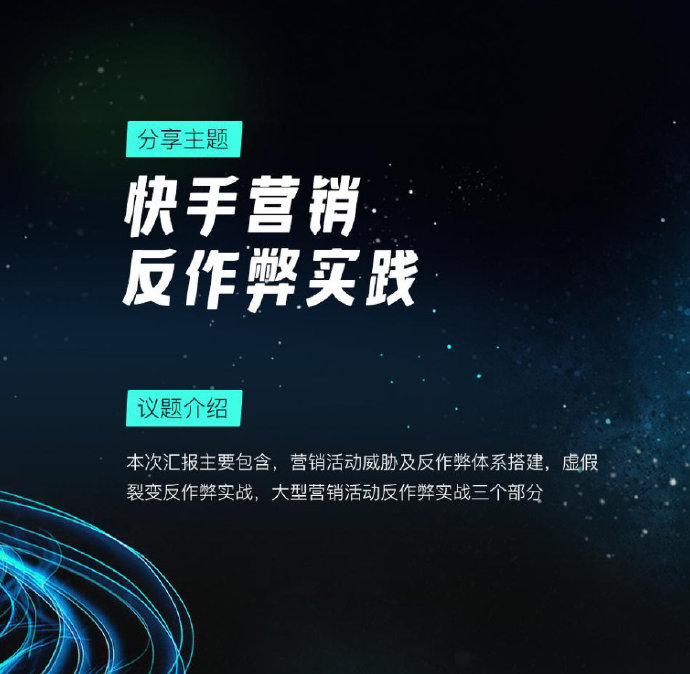 分享主题
快手营销
反作弊实践
议题介绍
本次汇报主要包含，营销活动威胁及反作弊体系搭建，虚假
裂变反作弊实战，大型营销活动反作弊实战三个部分